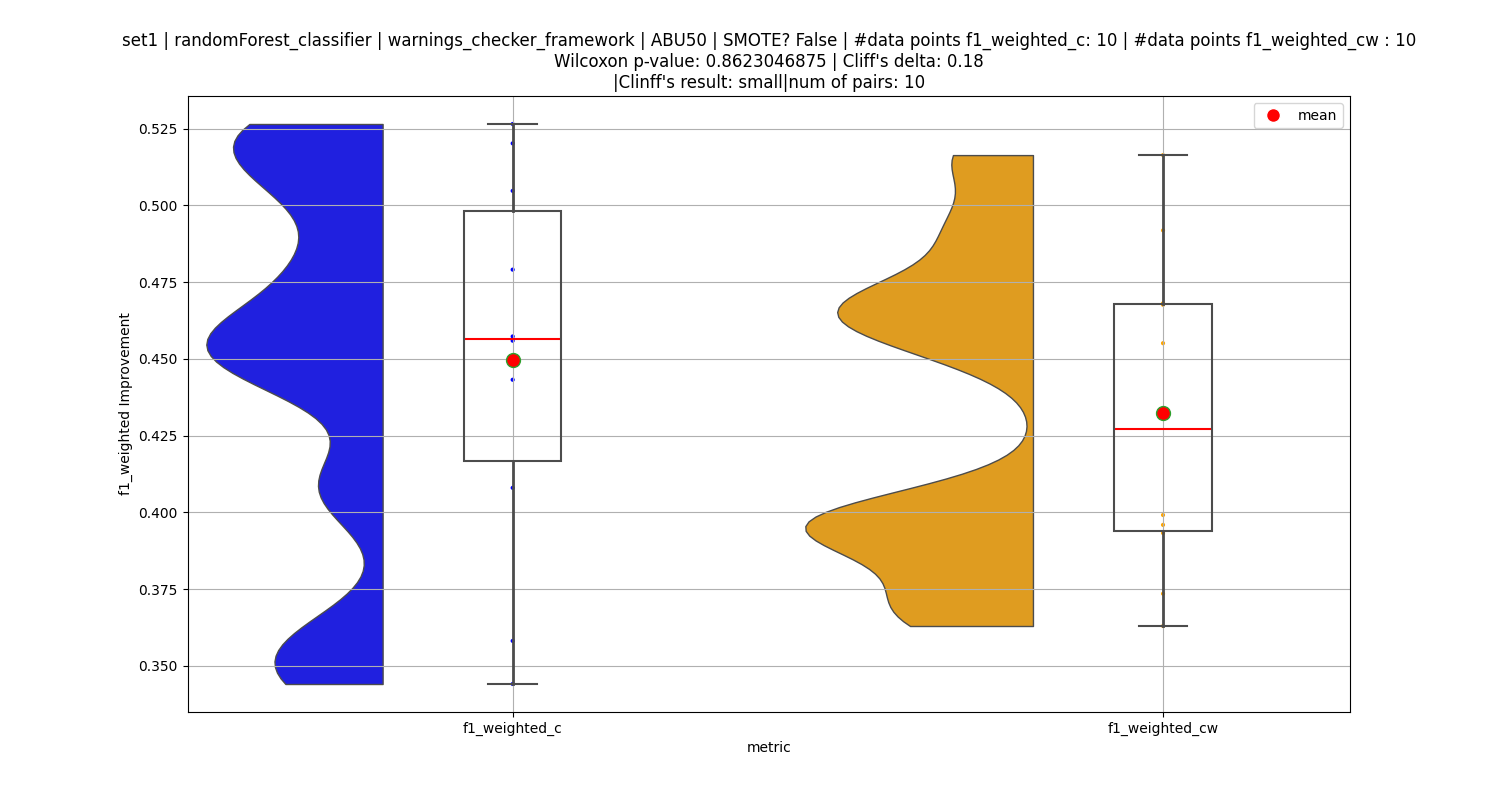 set1 | randomForest_classifier | warnings_checker_framework | ABU50 | SMOTE? False | #data points f1_weighted_c: 10 | #data points f1_weighted_cw : 10
Wilcoxon p-value: 0.8623046875 | Cliff's delta: 0.18
|Clinff's result: small|num of pairs: 10
mean
0.525
0.500
0.475
0.450
0.425
0.400
0.375
0.350
f1_weighted Improvement
f1_weighted_c
f1_weighted_cw
metric